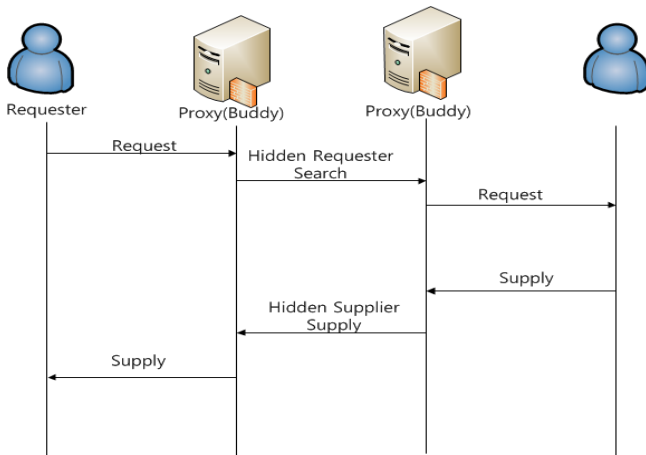 Requester
Proxy(Buddy)
Proxy(Buddy)
Request
Hidden Requester
Search
Request
Supply
Hidden Supplier
Supply
Supply